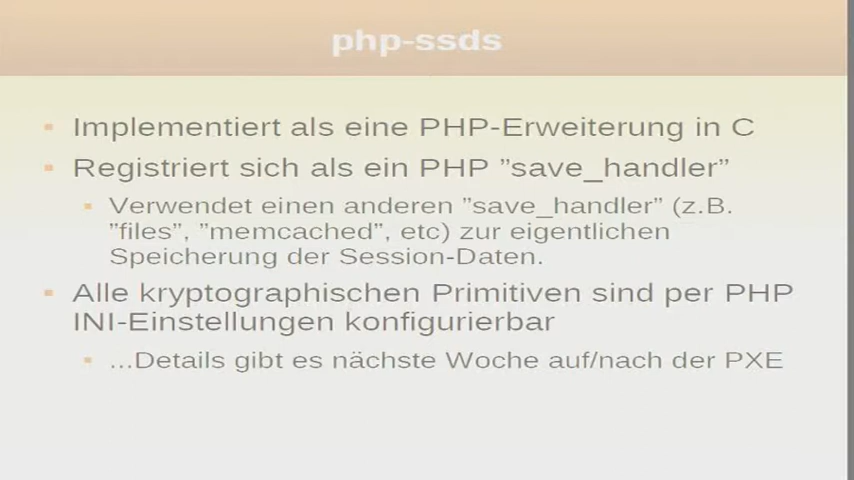 php-ssds
Implementiert als eine PHP-Erweiterung in C
Registriert sich als ein PHP ”save_handler”
Verwendet einen anderen ”save_handler” (z.B.
”files”, ”memcached”, etc) zur eigentlichen
Speicherung der Session-Daten.
Alle kryptographischen Primitiven sind per PHP
INI-Einstellungen konfigurierbar
...Details gibt es nächste Woche auf/nach der PXE